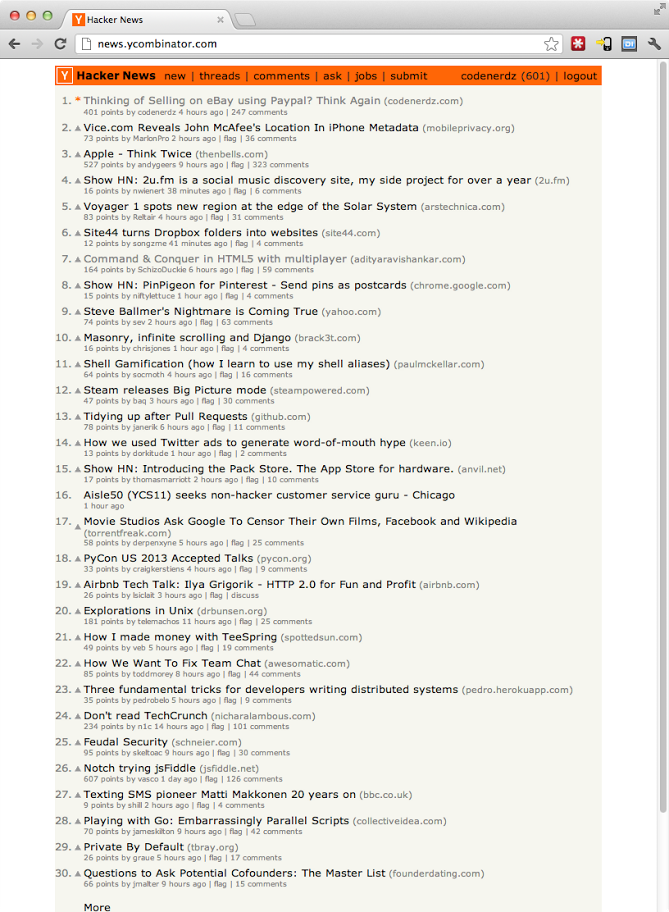 Hacker News
news.ycombinator.com
Y Hacker News new | threads | comments | ask | jobs | submit codenerdz (601) | logout
1. * Thinking of Selling on eBay using Paypal? Think Again (codenerdz.com)
401 points by codenerdz 4 hours ago | 247 comments
2. Vice.com Reveals John McAfee's Location In iPhone Metadata (mobileprivacy.org)
73 points by MarlonPro 2 hours ago | flag | 36 comments
3. Apple - Think Twice (thenbells.com)
527 points by andygeers 9 hours ago | flag | 323 comments
4. Show HN: 2u.fm is a social music discovery site, my side project for over a year (2u.fm)
16 points by nwienert 38 minutes ago | flag | 6 comments
5. Voyager 1 spots new region at the edge of the Solar System (arstechnica.com)
83 points by Reltair 4 hours ago | flag | 31 comments
6. Site44 turns Dropbox folders into websites (site44.com)
12 points by songzme 41 minutes ago | flag | 4 comments
7. Command & Conquer in HTML5 with multiplayer (adityaravishankar.com)
164 points by SchizoDuckie 6 hours ago | flag | 59 comments
8. Show HN: PinPigeon for Pinterest - Send pins as postcards (chrome.google.com)
15 points by niftylettuce 1 hour ago | flag | 4 comments
9. Steve Ballmer's Nightmare is Coming True (yahoo.com)
74 points by sev 2 hours ago | flag | 63 comments
10. Masonry, infinite scrolling and Django (brack3t.com)
16 points by chrisjones 1 hour ago | flag | 4 comments
11. Shell Gamification (how I learn to use my shell aliases) (paulmckellar.com)
64 points by socmoth 4 hours ago | flag | 16 comments
12. Steam releases Big Picture mode (steampowered.com)
47 points by baq 3 hours ago | flag | 30 comments
13. Tidying up after Pull Requests (github.com)
78 points by janerik 6 hours ago | flag | 11 comments
14. How we used Twitter ads to generate word-of-mouth hype (keen.io)
13 points by dorkitude 1 hour ago | flag | 2 comments
15. Show HN: Introducing the Pack Store. The App Store for hardware. (anvil.net)
17 points by thomasmarriott 2 hours ago | flag | 10 comments
16. Aisle50 (YCS11) seeks non-hacker customer service guru - Chicago
1 hour ago
17. Movie Studios Ask Google To Censor Their Own Films, Facebook and Wikipedia
(torrentfreak.com)
58 points by derpenxyne 5 hours ago | flag | 25 comments
18. PyCon US 2013 Accepted Talks (pycon.org)
33 points by craigkerstiens 4 hours ago | flag | 9 comments
19. Airbnb Tech Talk: Ilya Grigorik - HTTP 2.0 for Fun and Profit (airbnb.com)
26 points by lsiclait 3 hours ago | flag | discuss
20. Explorations in Unix (drbunsen.org)
181 points by telemachos 11 hours ago | flag | 25 comments
21. How I made money with TeeSpring (spottedsun.com)
49 points by veb 5 hours ago | flag | 19 comments
22. How We Want To Fix Team Chat (awesomatic.com)
85 points by toddmorey 8 hours ago | flag | 44 comments
23. Three fundamental tricks for developers writing distributed systems (pedro.herokuapp.com)
35 points by pedrobelo 5 hours ago | flag | 9 comments
24. Don't read TechCrunch (nicharalambous.com)
234 points by n1c 14 hours ago | flag | 101 comments
25. Feudal Security (schneier.com)
95 points by skeltoac 9 hours ago | flag | 30 comments
26. Notch trying jsFiddle (jsfiddle.net)
607 points by vasco 1 day ago | flag | 126 comments
27. Texting SMS pioneer Matti Makkonen 20 years on (bbc.co.uk)
9 points by shill 2 hours ago | flag | 4 comments
28. Playing with Go: Embarrassingly Parallel Scripts (collectiveidea.com)
70 points by jameskilton 9 hours ago | flag | 42 comments
29. Private By Default (tbray.org)
26 points by graue 5 hours ago | flag | 17 comments
30. Questions to Ask Potential Cofounders: The Master List (founderdating.com)
66 points by jmalter 9 hours ago | flag | 15 comments
More